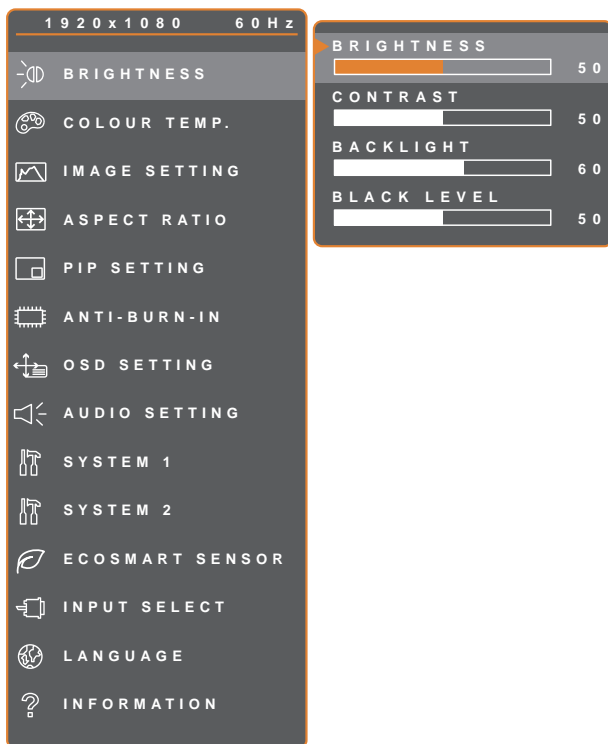 1920x1080 60Hz
BRIGHTNESS
COLOUR TEMP.
IMAGE SETTING
ASPECT RATIO
PIP SETTING
ANTI-BURN-IN
OSD SETTING
AUDIO SETTING
SYSTEM 1
SYSTEM 2
ECOSMART SENSOR
INPUT SELECT
LANGUAGE
INFORMATION
BRIGHTNESS
50
CONTRAST
50
BACKLIGHT
60
BLACK LEVEL
50